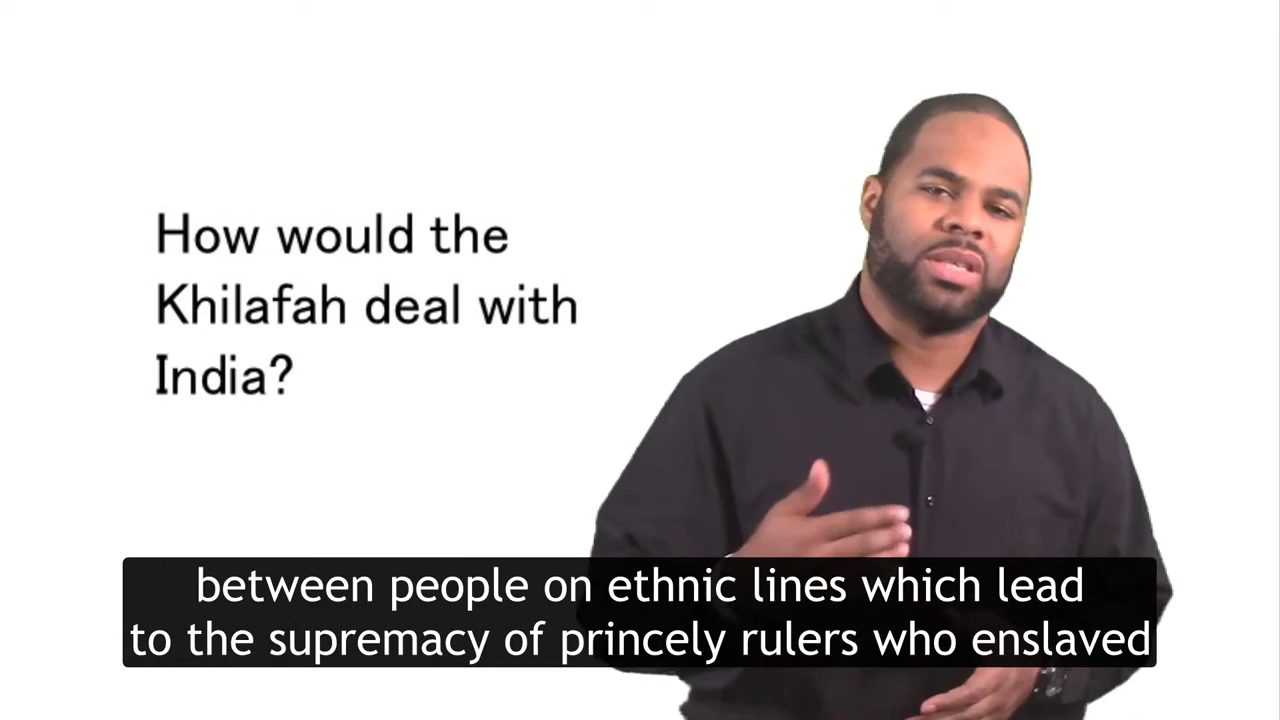 How would the
Khilafah deal with
India?
between people on ethnic lines which lead
to the supremacy of princely rulers who enslaved